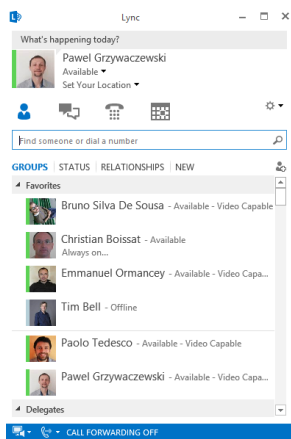 Lync
What's happening today?
Pawel Grzywaczewski
Available
Set Your Location
Find someone or dial a number
GROUPS STATUS RELATIONSHIPS NEW
Favorites
Bruno Silva De Sousa - Available - Video Capable
Christian Boissat - Available
Always on...
Emmanuel Ormancey - Available - Video Capa...
Tim Bell - Offline
Paolo Tedesco - Available - Video Capable
Pawel Grzywaczewski - Available - Video Capa...
Delegates
CALL FORWARDING OFF